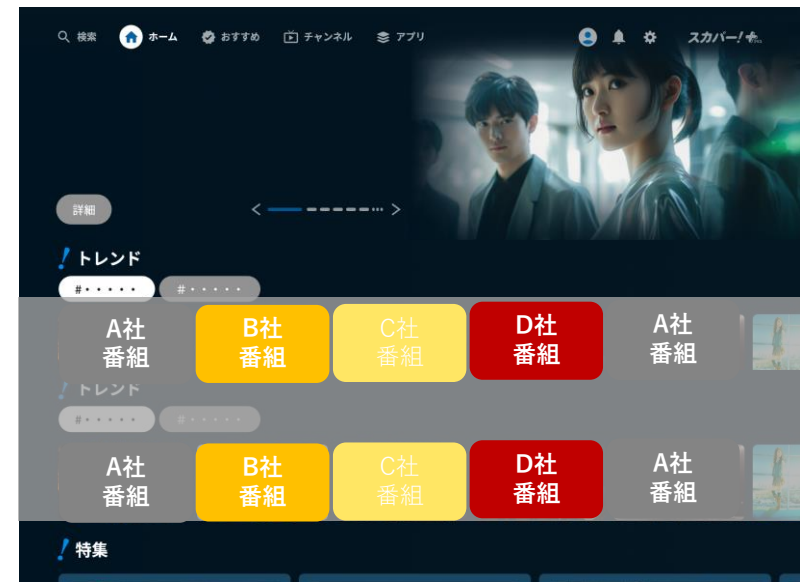 検索
ホーム
おすすめ
チャンネル
アプリ
スカパー!+
詳細
トレンド
#・・・・・
#・・・・・
A社
番組
B社
番組
C社
番組
D社
番組
A社
番組
トレンド
#・・・・・
#・・・・・
A社
番組
B社
番組
C社
番組
D社
番組
A社
番組
特集